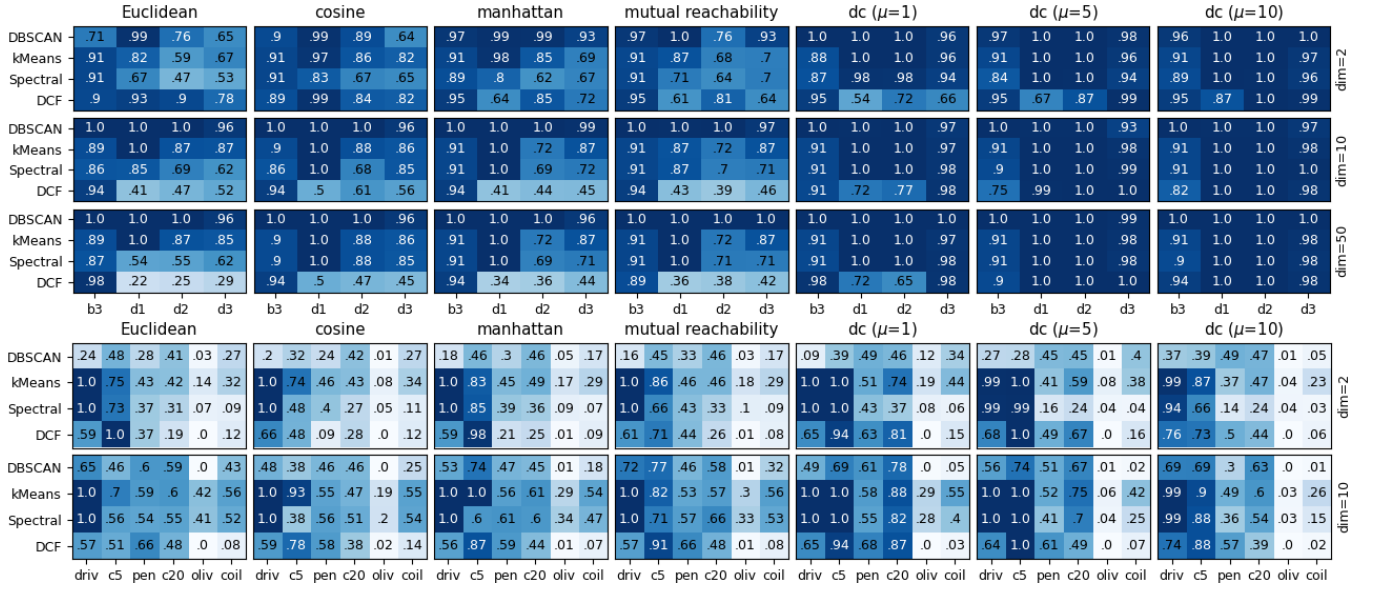 Euclidean cosine manhattan mutual reachability dc (μ=1) dc (μ=5) dc (μ=10)
DBSCAN .71 .99 .76 .65 .9 .99 .89 .64 .97 .99 .99 .93 .97 1.0 .76 .93 1.0 1.0 1.0 .96 .97 1.0 1.0 .98 .96 1.0 1.0 1.0
kMeans .91 .82 .59 .67 .91 .97 .86 .82 .91 .98 .85 .69 .91 .87 .68 .7 .88 1.0 1.0 .96 .91 1.0 1.0 .96 .91 1.0 1.0 .97
Spectral .91 .67 .47 .53 .91 .83 .67 .65 .89 .8 .62 .67 .91 .71 .64 .7 .87 .98 .98 .94 .84 1.0 1.0 .94 .89 1.0 1.0 .96
DCF .9 .93 .9 .78 .89 .99 .84 .82 .95 .64 .85 .72 .95 .61 .81 .64 .95 .54 .72 .66 .95 .67 .87 .99 .95 .87 1.0 .99
dim=2
DBSCAN 1.0 1.0 1.0 .96 1.0 1.0 1.0 .96 1.0 1.0 1.0 .99 1.0 1.0 1.0 .97 1.0 1.0 1.0 .97 1.0 1.0 1.0 .93 1.0 1.0 1.0 .97
kMeans .89 1.0 .87 .87 .9 1.0 .88 .86 .91 1.0 .72 .87 .91 .87 .72 .87 .91 1.0 1.0 .97 .91 1.0 1.0 .98 .91 1.0 1.0 .98
Spectral .86 .85 .69 .62 .86 1.0 .68 .85 .91 1.0 .69 .72 .91 .87 .7 .71 .91 1.0 1.0 .98 .9 1.0 1.0 .99 .91 1.0 1.0 1.0
DCF .94 .41 .47 .52 .94 .5 .61 .56 .94 .41 .44 .45 .94 .43 .39 .46 .91 .72 .77 .98 .75 .99 1.0 1.0 .82 1.0 1.0 .98
dim=10
DBSCAN 1.0 1.0 1.0 .96 1.0 1.0 1.0 .96 1.0 1.0 1.0 .96 1.0 1.0 1.0 1.0 1.0 1.0 1.0 1.0 1.0 1.0 1.0 .99 1.0 1.0 1.0 1.0
kMeans .89 1.0 .87 .85 .9 1.0 .88 .86 .91 1.0 .72 .87 .91 1.0 .72 .87 .91 1.0 1.0 .97 .91 1.0 1.0 .98 .91 1.0 1.0 .98
Spectral .87 .54 .55 .62 .9 1.0 .88 .85 .91 1.0 .69 .71 .91 1.0 .71 .71 .91 1.0 1.0 .98 .91 1.0 1.0 .98 .9 1.0 1.0 .98
DCF .98 .22 .25 .29 .94 .5 .47 .45 .94 .34 .36 .44 .89 .36 .38 .42 .98 .72 .65 .98 .9 1.0 1.0 1.0 .94 1.0 1.0 .98
dim=50
b3 d1 d2 d3 b3 d1 d2 d3 b3 d1 d2 d3 b3 d1 d2 d3 b3 d1 d2 d3 b3 d1 d2 d3 b3 d1 d2 d3
Euclidean cosine manhattan mutual reachability dc (μ=1) dc (μ=5) dc (μ=10)
DBSCAN .24 .48 .28 .41 .03 .27 .2 .32 .24 .42 .01 .27 .18 .46 .3 .46 .05 .17 .16 .45 .33 .46 .03 .17 .09 .39 .49 .46 .12 .34 .27 .28 .45 .45 .01 .4 .37 .39 .49 .47 .01 .05
kMeans 1.0 .75 .43 .42 .14 .32 1.0 .74 .46 .43 .08 .34 1.0 .83 .45 .49 .17 .29 1.0 .86 .46 .46 .18 .29 1.0 1.0 .51 .74 .19 .44 .99 1.0 .41 .59 .08 .38 .99 .87 .37 .47 .04 .23
Spectral 1.0 .73 .37 .31 .07 .09 1.0 .48 .4 .27 .05 .11 1.0 .85 .39 .36 .09 .07 1.0 .66 .43 .33 .1 .09 1.0 1.0 .43 .37 .08 .06 .99 .99 .16 .24 .04 .04 .94 .66 .14 .24 .04 .03
DCF .59 1.0 .37 .19 .0 .12 .66 .48 .09 .28 .0 .12 .59 .98 .21 .25 .01 .09 .61 .71 .44 .26 .01 .08 .65 .94 .63 .81 .0 .15 .68 1.0 .49 .67 .0 .16 .76 .73 .5 .44 .0 .06
dim=2
DBSCAN .65 .46 .6 .59 .0 .43 .48 .38 .46 .46 .0 .25 .53 .74 .47 .45 .01 .18 .72 .77 .46 .58 .01 .32 .49 .69 .61 .78 .0 .05 .56 .74 .51 .67 .01 .02 .69 .69 .3 .63 .0 .01
kMeans 1.0 .7 .59 .6 .42 .56 1.0 .93 .55 .47 .19 .55 1.0 1.0 .56 .61 .29 .54 1.0 .82 .53 .57 .3 .56 1.0 1.0 .58 .88 .29 .55 1.0 1.0 .52 .75 .06 .42 .99 .9 .49 .6 .03 .26
Spectral 1.0 .56 .54 .55 .41 .52 1.0 .38 .56 .51 .2 .54 1.0 .6 .61 .6 .34 .47 1.0 .71 .57 .66 .33 .53 1.0 1.0 .55 .82 .28 .4 1.0 1.0 .41 .7 .04 .25 .99 .88 .36 .54 .03 .15
DCF .57 .51 .66 .48 .0 .08 .59 .78 .58 .38 .02 .14 .56 .87 .59 .44 .01 .07 .57 .91 .66 .48 .01 .08 .65 .94 .68 .87 .0 .03 .64 1.0 .61 .49 .0 .07 .74 .88 .57 .39 .0 .02
dim=10
driv c5 pen c20 oliv coil driv c5 pen c20 oliv coil driv c5 pen c20 oliv coil driv c5 pen c20 oliv coil driv c5 pen c20 oliv coil driv c5 pen c20 oliv coil driv c5 pen c20 oliv coil